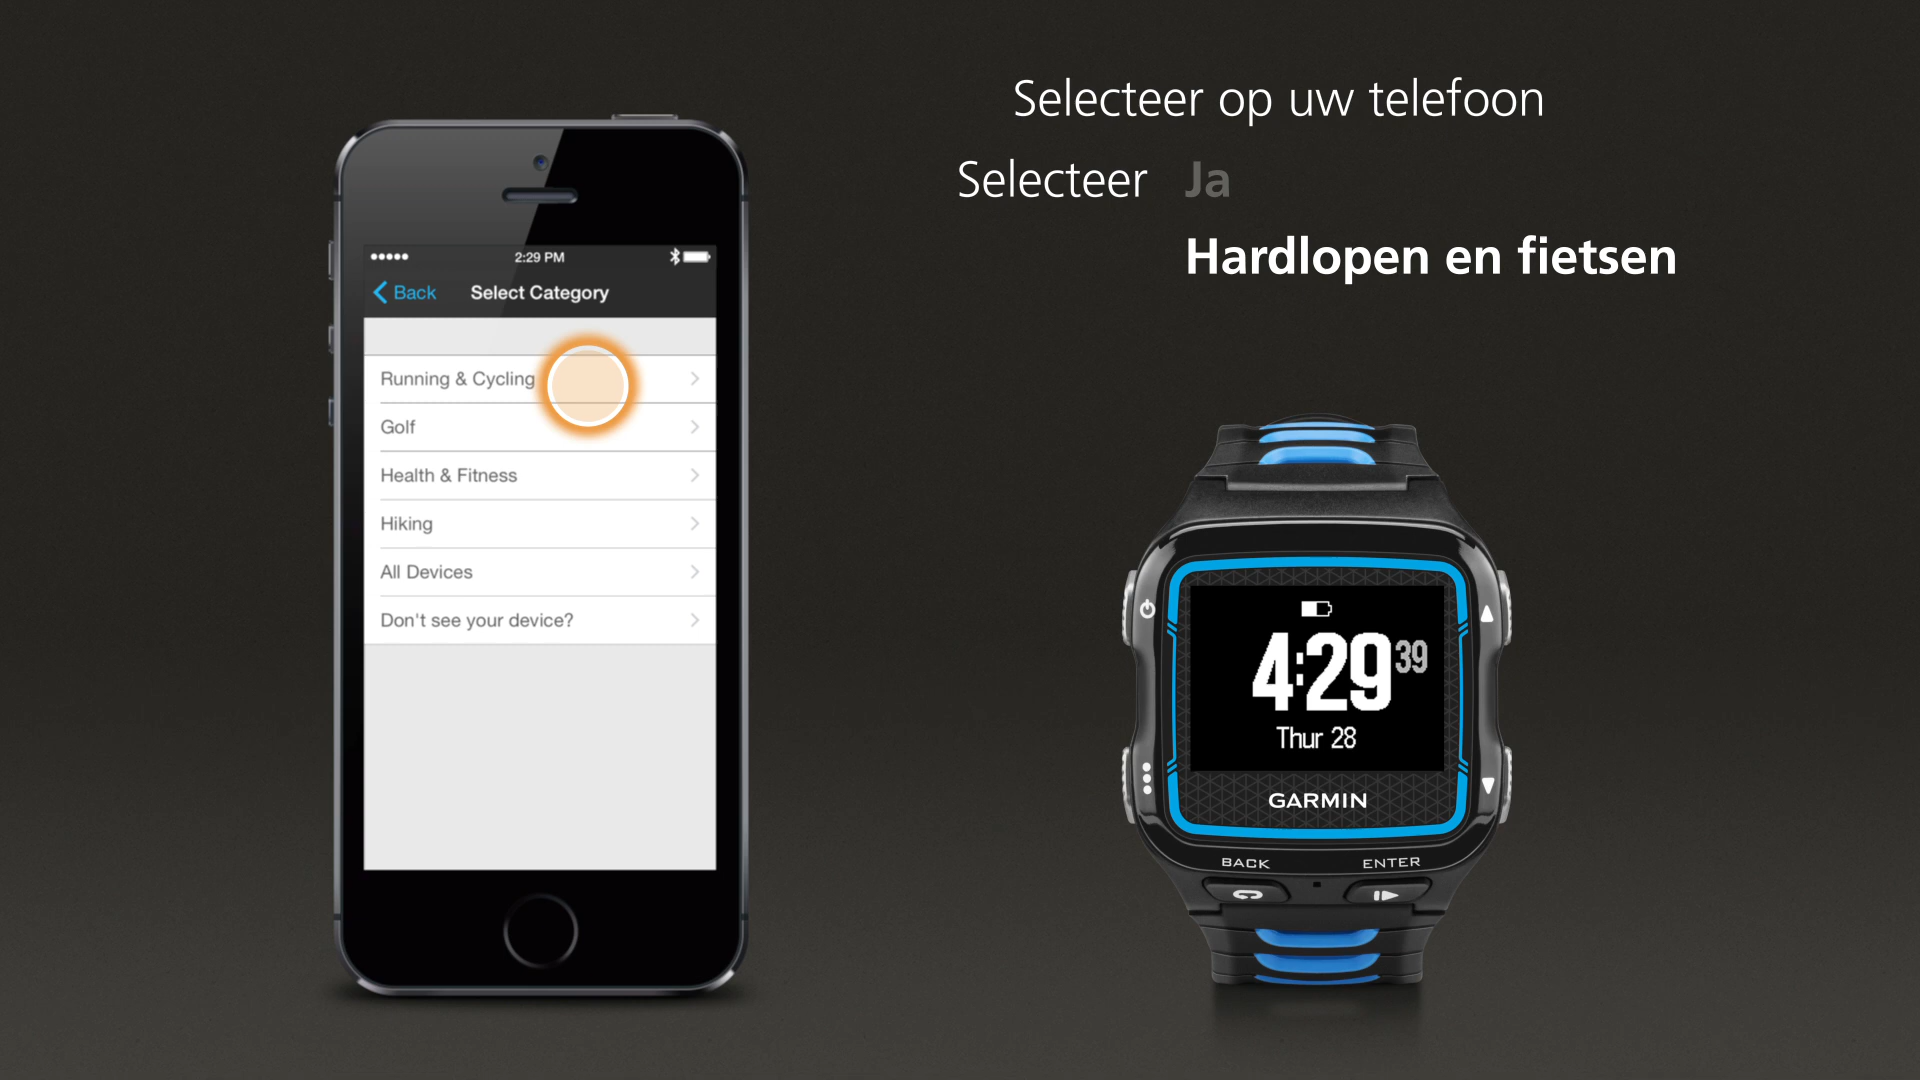 Selecteer op uw telefoon
Selecteer Ja
Hardlopen en fietsen
2:29 PM
Back Select Category
Running & Cycling
Golf
Health & Fitness
Hiking
All Devices
Don't see your device?
4:29 39
Thur 28
GARMIN
BACK ENTER